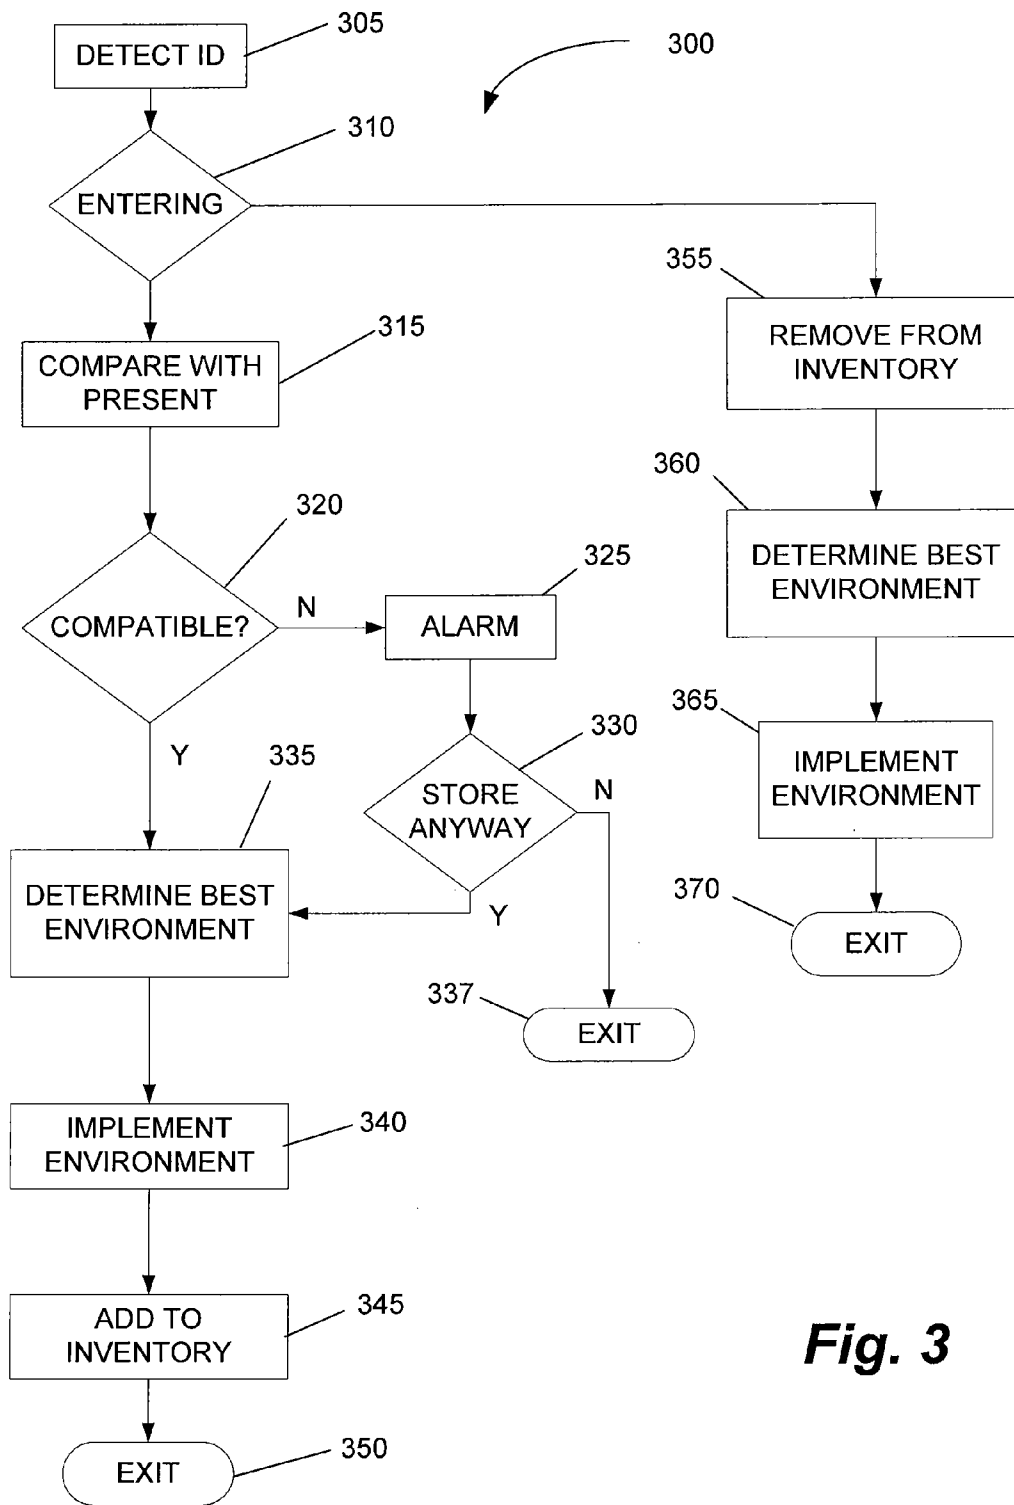 305
DETECT ID
300
310
ENTERING
355
315
REMOVE FROM
INVENTORY
COMPARE WITH
PRESENT
360
320
325
DETERMINE BEST
ENVIRONMENT
N
COMPATIBLE?
ALARM
365
330
Y
335
IMPLEMENT
ENVIRONMENT
STORE
ANYWAY
N
370
DETERMINE BEST
ENVIRONMENT
Y
EXIT
337
EXIT
340
IMPLEMENT
ENVIRONMENT
345
ADD TO
INVENTORY
Fig. 3
350
EXIT